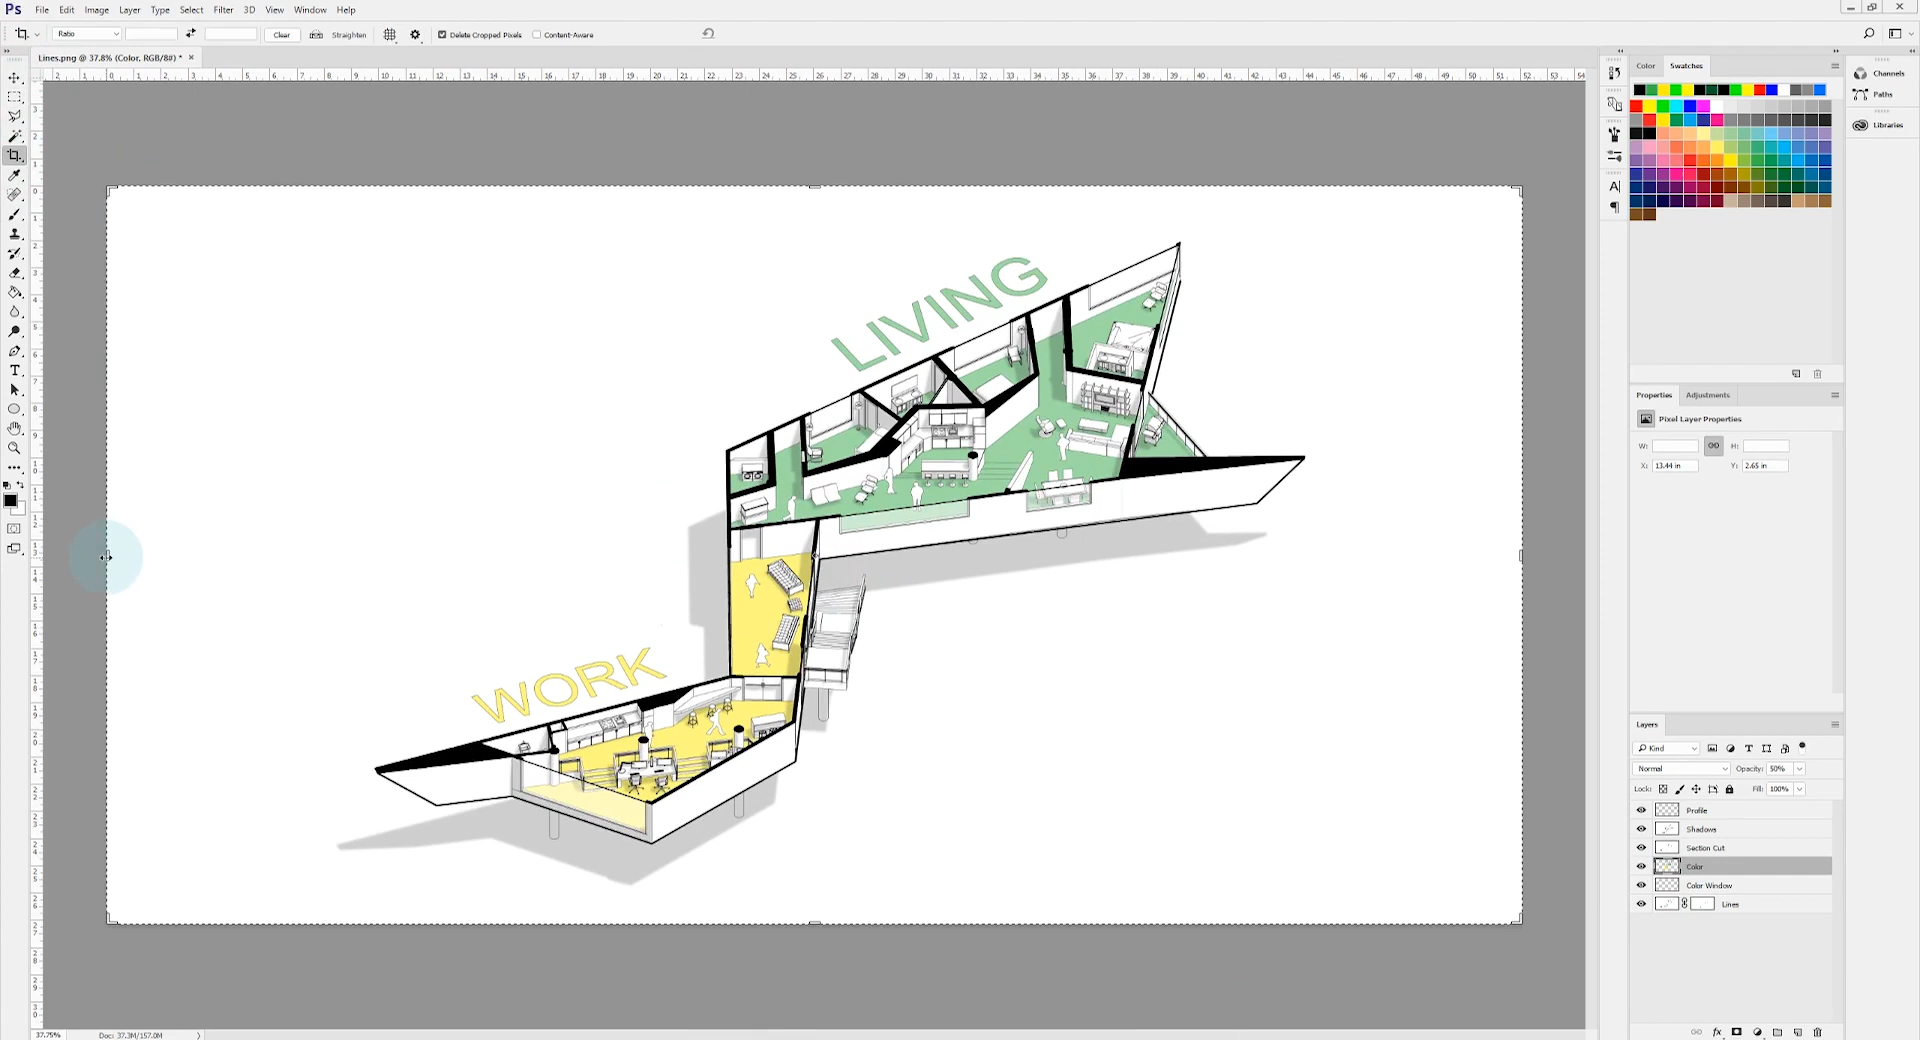 Ps File Edit Image Layer Type Select Filter 3D View Window Help
Ratio Clear Straighten Delete Cropped Pixels Content-Aware
Lines.png @ 37.8% (Color, RGB/8#) * ×
Color Swatches
Channels
Paths
Libraries
LIVING
WORK
Properties Adjustments
Pixel Layer Properties
W: H:
X: 13.44 in Y: 2.65 in
Layers
Kind
Normal Opacity: 50%
Lock: Fill: 100%
Profile
Shadows
Section Cut
Color
Color Window
Lines
37.75% Doc: 37.3M/157.0M